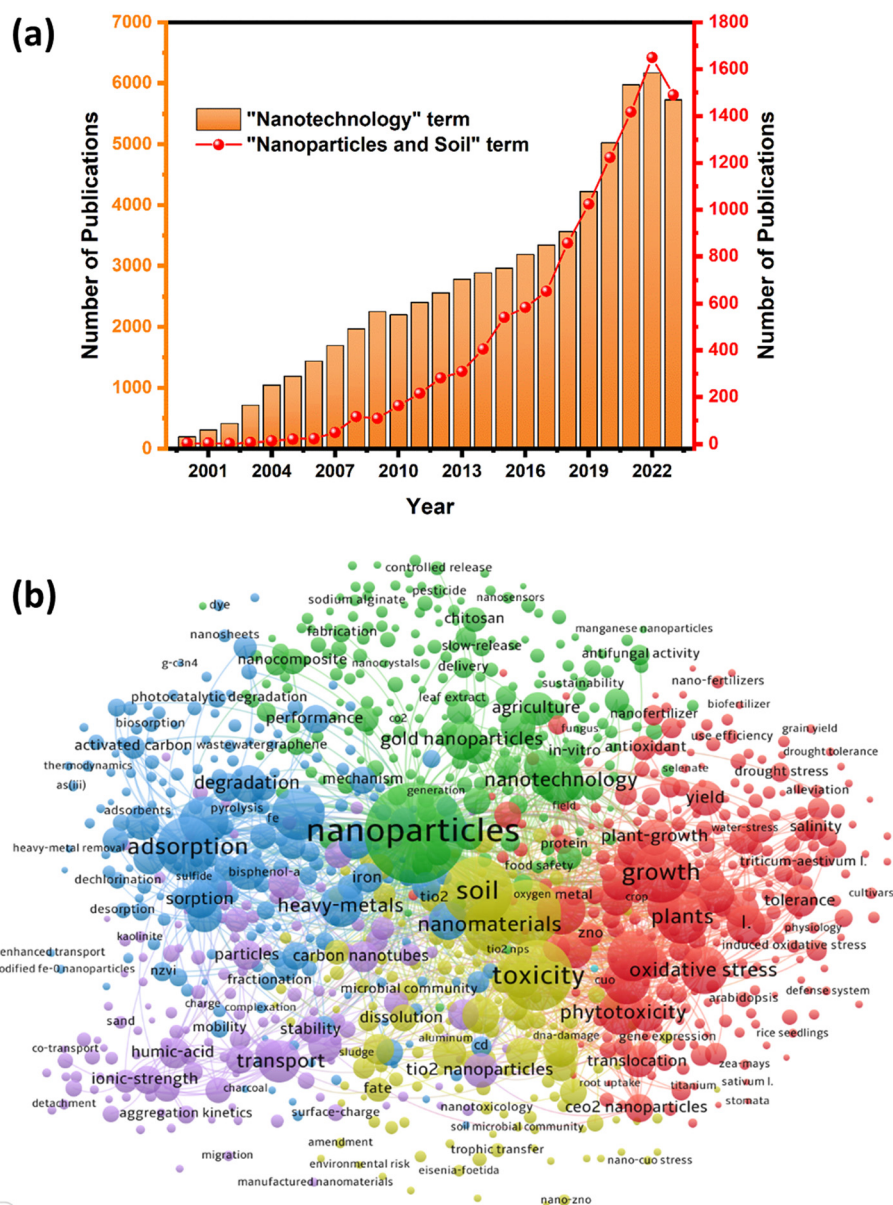 (a)
7000
6000
5000
4000
3000
2000
1000
0
Number of Publications
"Nanotechnology" term
"Nanoparticles and Soil" term
1800
1600
1400
1200
1000
800
600
400
200
0
Number of Publications
2001 2004 2007 2010 2013 2016 2019 2022
Year
(b)
controlled release
pesticide
nanosensors
sodium alginate
dye
chitosan
fabrication
manganese nanoparticles
nanosheets
slow-release
antifungal activity
nanocomposite
nanocrystals
delivery
g-c3n4
sustainability
nano-fertilizers
photocatalytic degradation
leaf extract
agriculture
biofertilizer
biosorption
performance
co2
nanofertilizer
fungus
use efficiency
grain yield
activated carbon
wastewater
graphene
gold nanoparticles
in-vitro
antioxidant
drought tolerance
thermodynamics
selenate
drought stress
as(iii)
degradation
mechanism
nanotechnology
alleviation
generation
yield
adsorbents
pyrolysis
field
fe
nanoparticles
plant-growth
water-stress
salinity
heavy-metal removal
adsorption
protein
food safety
triticum-aestivum l.
dechlorination
sulfide
bisphenol-a
iron
growth
soil
tio2
oxygen
metal
crop
tolerance
cultivars
desorption
sorption
heavy-metals
plants
l.
nanomaterials
physiology
kaolinite
zno
induced oxidative stress
enhanced transport
particles
carbon nanotubes
tio2 nps
odified fe-0 nanoparticles
nzvi
fractionation
toxicity
cuo
oxidative stress
microbial community
arabidopsis
defense system
charge
complexation
sand
mobility
stability
dissolution
phytotoxicity
dna-damage
gene expression
rice seedlings
aluminum
cd
co-transport
humic-acid
sludge
transport
translocation
zea-mays
tio2 nanoparticles
ionic-strength
charcoal
fate
root uptake
titanium
sativum l.
detachment
stomata
aggregation kinetics
surface-charge
nanotoxicology
ceo2 nanoparticles
soil microbial community
amendment
trophic transfer
migration
environmental risk
eisenia-foetida
nano-cuo stress
manufactured nanomaterials
nano-zno